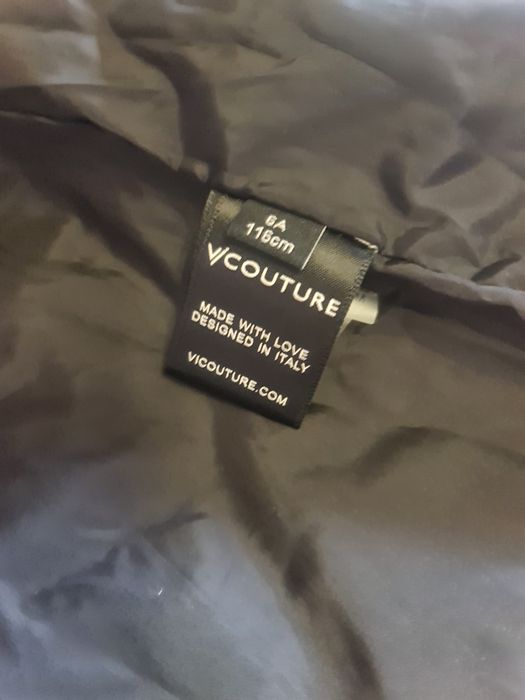 6A
116cm
VICOUTURE
MADE WITH LOVE
DESIGNED IN ITALY
VICOUTURE.COM